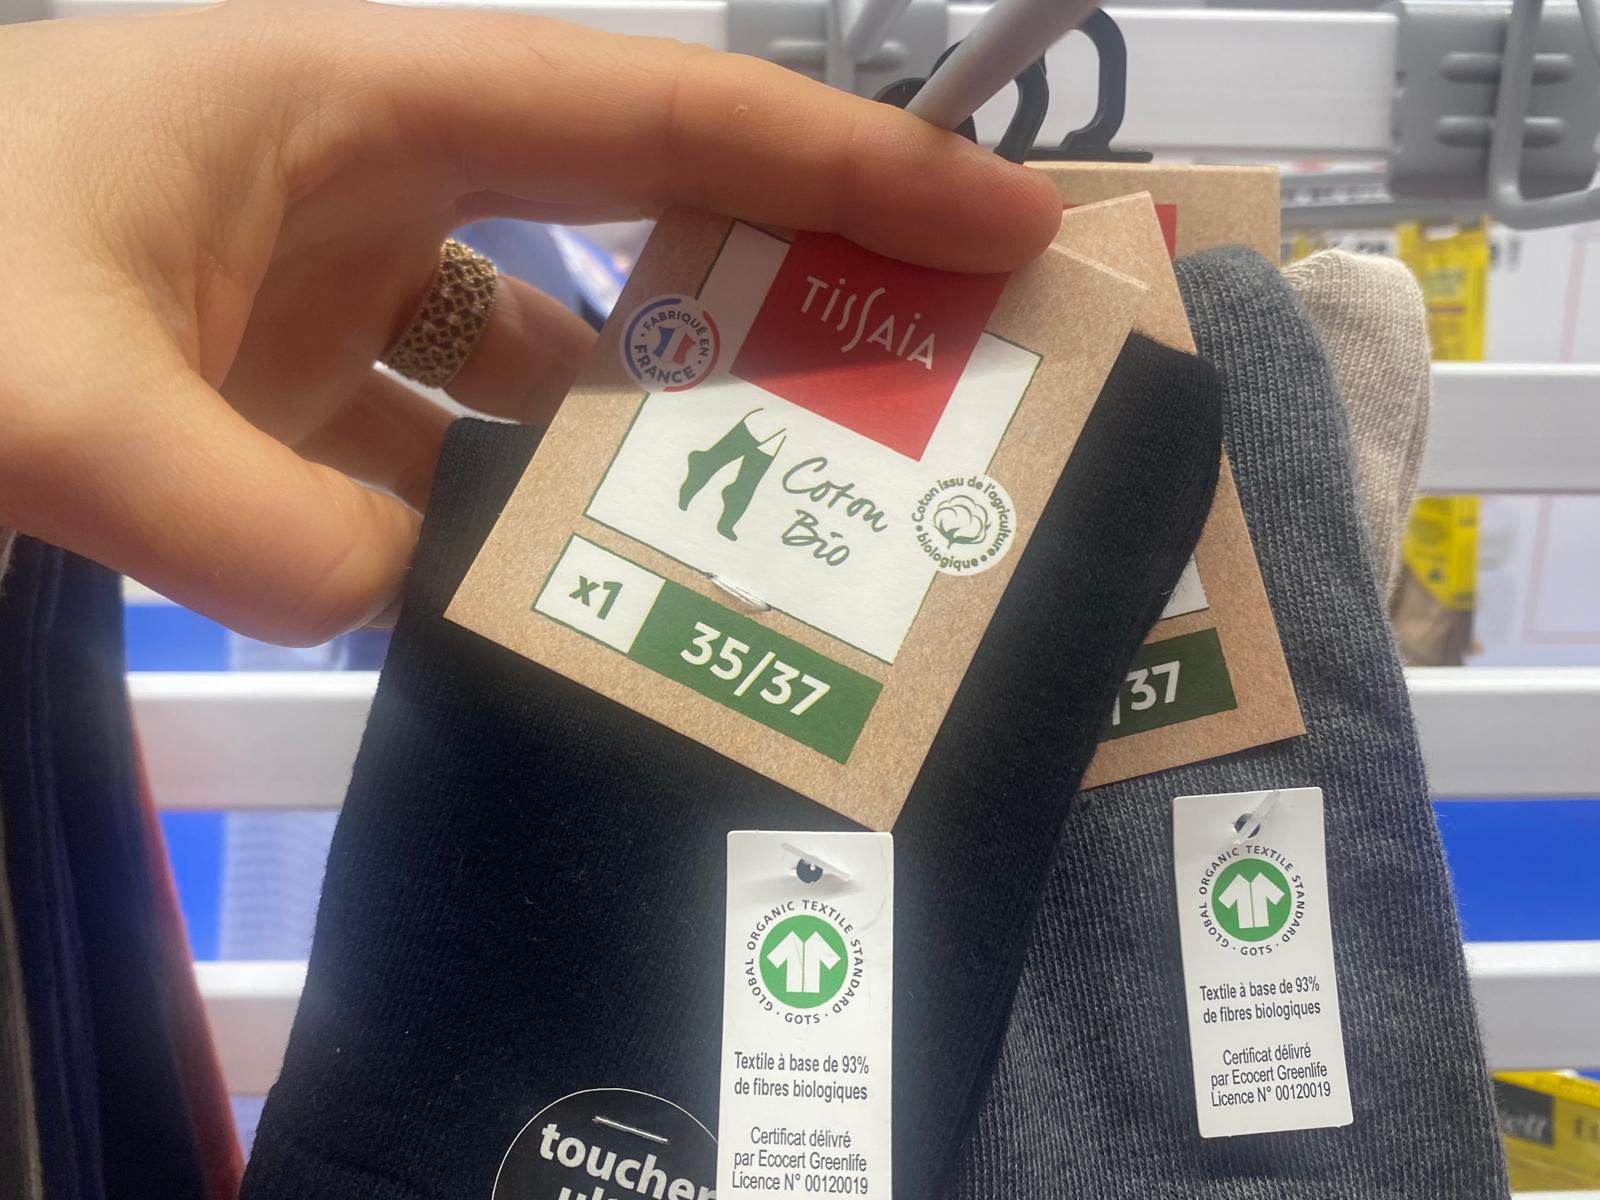 TiSSAiA
FABRIQUÉ EN
FRANCE
Coton
Bio
Coton issu de l'agriculture
biologique
x1
35/37
/37
GLOBAL ORGANIC TEXTILE STANDARD
GOTS
Textile à base de 93%
de fibres biologiques
Certificat délivré
par Ecocert Greenlife
Licence N° 00120019
toucher
GLOBAL ORGANIC TEXTILE STANDARD
GOTS
Textile à base de 93%
de fibres biologiques
Certificat délivré
par Ecocert Greenlife
Licence N° 00120019